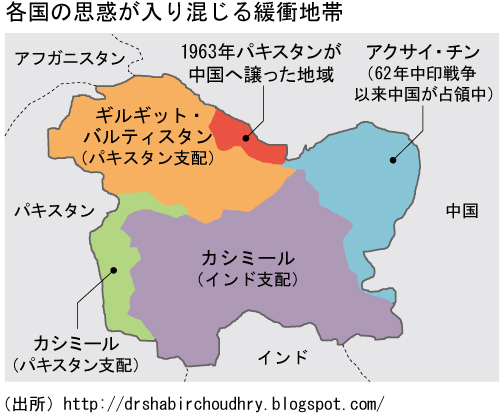 各国の思惑が入り混じる緩衝地帯
アフガニスタン
1963年パキスタンが
中国へ譲った地域
アクサイ・チン
(62年中印戦争
以来中国が占領中)
ギルギット・
バルティスタン
(パキスタン支配)
パキスタン
中国
カシミール
(インド支配)
カシミール
(パキスタン支配)
インド
(出所) http://drshabirchoudhry.blogspot.com/